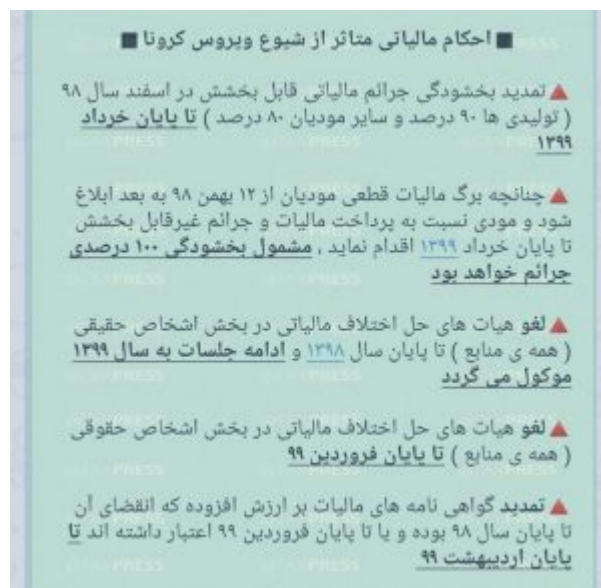 ■ احکام مالیاتی متاثر از شیوع ویروس کرونا ■
🔺 تمدید بخشودگی جرائم مالیاتی قابل بخشش در اسفند سال ۹۸
( تولیدی ها ۹۰ درصد و سایر مودیان ۸۰ درصد ) تا پایان خرداد
۱۳۹۹
🔺 چنانچه برگ مالیات قطعی مودیان از ۱۲ بهمن ۹۸ به بعد ابلاغ
شود و مودی نسبت به پرداخت مالیات و جرائم غیرقابل بخشش
تا پایان خرداد ۱۳۹۹ اقدام نماید , مشمول بخشودگی ۱۰۰ درصدی
جرائم خواهد بود
🔺 لغو هیات های حل اختلاف مالیاتی در بخش اشخاص حقیقی
( همه ی منابع ) تا پایان سال ۱۳۹۸ و ادامه جلسات به سال ۱۳۹۹
موکول می گردد
🔺 لغو هیات های حل اختلاف مالیاتی در بخش اشخاص حقوقی
( همه ی منابع ) تا پایان فروردین ۹۹
🔺 تمدید گواهی نامه های مالیات بر ارزش افزوده که انقضای آن
تا پایان سال ۹۸ بوده و یا تا پایان فروردین ۹۹ اعتبار داشته اند تا
پایان اردیبهشت ۹۹